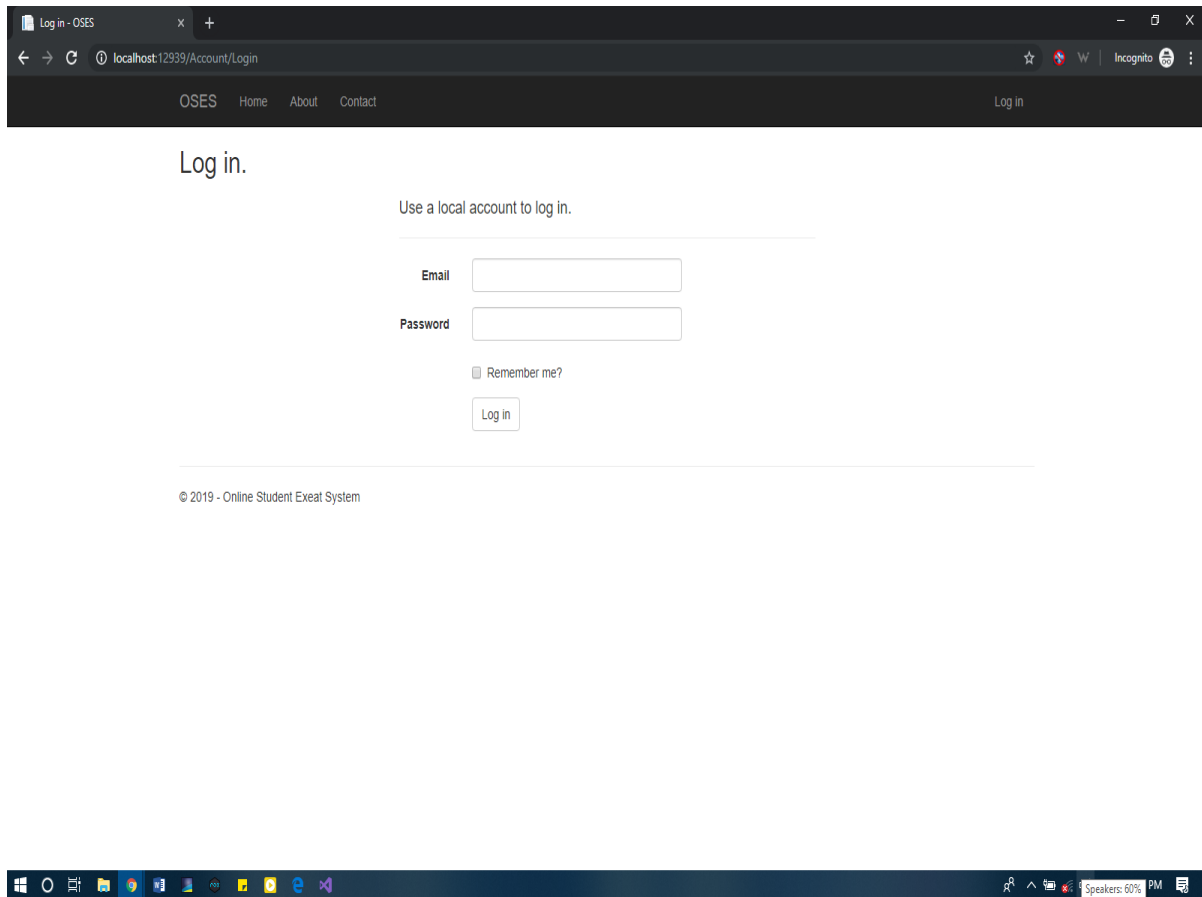 Log in - OSES
localhost:12939/Account/Login
Incognito
OSES Home About Contact Log in
Log in.
Use a local account to log in.
Email
Password
Remember me?
Log in
© 2019 - Online Student Exeat System
Speakers: 60% PM